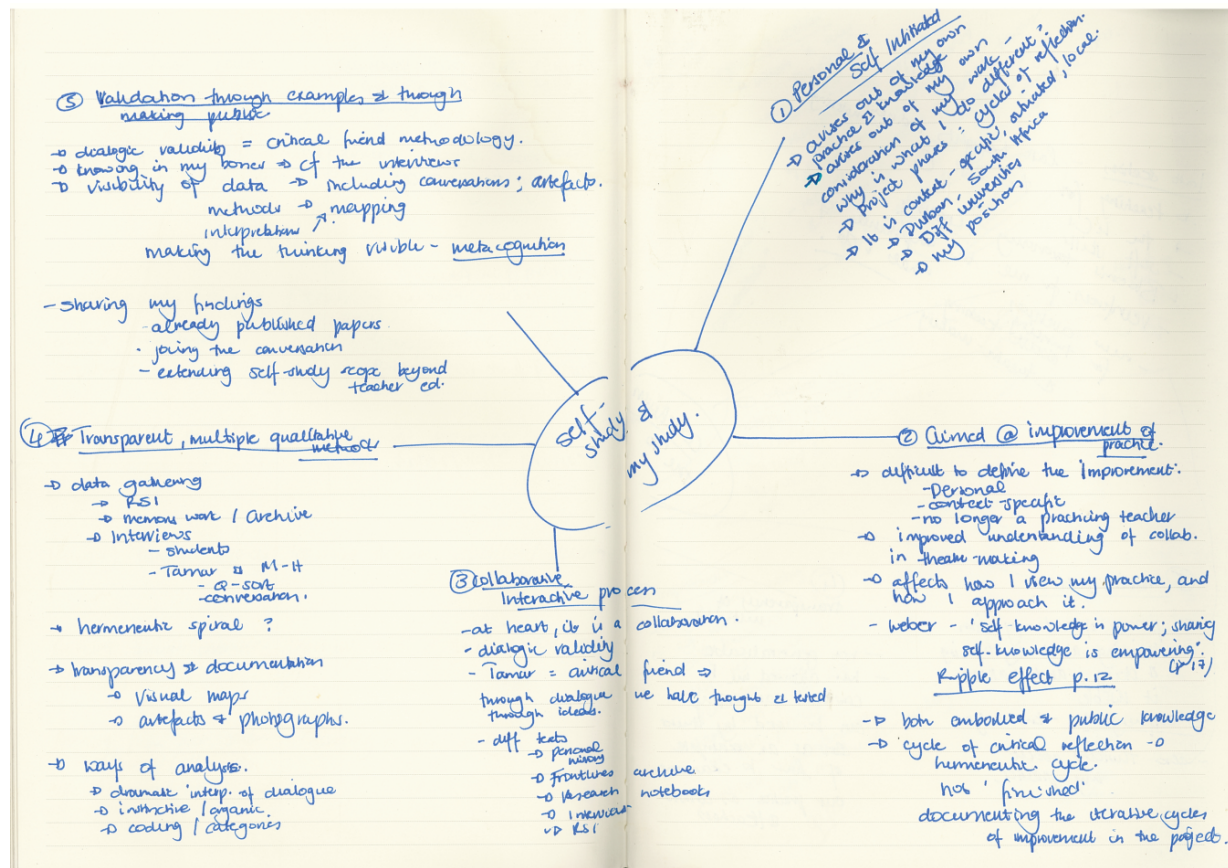 self-
study &
my study.
① Personal &
Self Initiated
→ arises out of my own
practice & knowledge
→ arises out of my own
consideration of my work -
why is what I do different?
→ Project phases = cycles of reflection.
→ It is context-specific, situated, local.
→ Durban - South Africa
→ Diff universities
→ my positions
② Aimed @ improvement of
practice.
→ difficult to define the improvement.
- Personal
- context-specific
- no longer a practising teacher
→ improved understanding of collab.
in theatre-making
→ affects how I view my practice, and
how I approach it.
- Weber - 'self-knowledge is power; sharing
self-knowledge is empowering'.
(p 17)
Ripple effect p.12
→ both embodied & public knowledge
→ cycle of critical reflection →
hermeneutic cycle.
not 'finished'
documenting the iterative cycles
of improvement in the project.
③ Collaborative
Interactive process
- at heart, it is a collaboration.
- dialogic validity
- Tamar = critical friend ⇒
through dialogue we have thought & tested
through ideas.
- diff texts
→ personal
→ Frontlines archive
→ research notebooks
→ Interviews
→ RSI
④ Transparent, multiple qualitative
methods
→ data gathering
→ RSI
→ memory work / archive
→ Interviews
- students
- Tamar & M-H
- Q-sort
- conversation.
→ hermeneutic spiral ?
→ transparency & documentation
→ visual maps
→ artefacts & photographs.
→ ways of analysis.
→ dramatic interp. of dialogue
→ instinctive / organic
→ coding / categories
⑤ Validation through examples & through
making public
→ dialogic validity = critical friend methodology.
→ knowing in my bones → cf the interviews
→ visibility of data → including conversations; artefacts.
methods → mapping
interpretations ↗
making the thinking visible - metacognition
- sharing my findings
- already published papers
- joining the conversation
- extending self-study scope beyond
teacher ed.